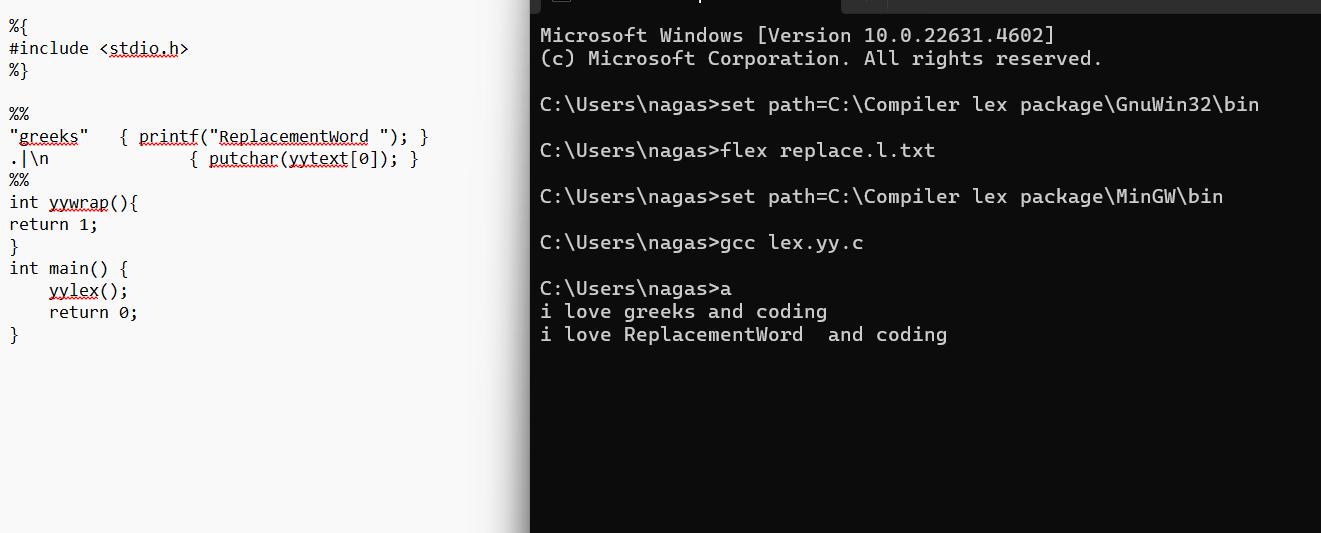 %{
#include <stdio.h>
%}
%%
"greeks"   { printf("ReplacementWord "); }
.|\n              { putchar(yytext[0]); }
%%
int yywrap(){
return 1;
}
int main() {
    yylex();
    return 0;
}
Microsoft Windows [Version 10.0.22631.4602]
(c) Microsoft Corporation. All rights reserved.
C:\Users\nagas>set path=C:\Compiler lex package\GnuWin32\bin
C:\Users\nagas>flex replace.l.txt
C:\Users\nagas>set path=C:\Compiler lex package\MinGW\bin
C:\Users\nagas>gcc lex.yy.c
C:\Users\nagas>a
i love greeks and coding
i love ReplacementWord  and coding